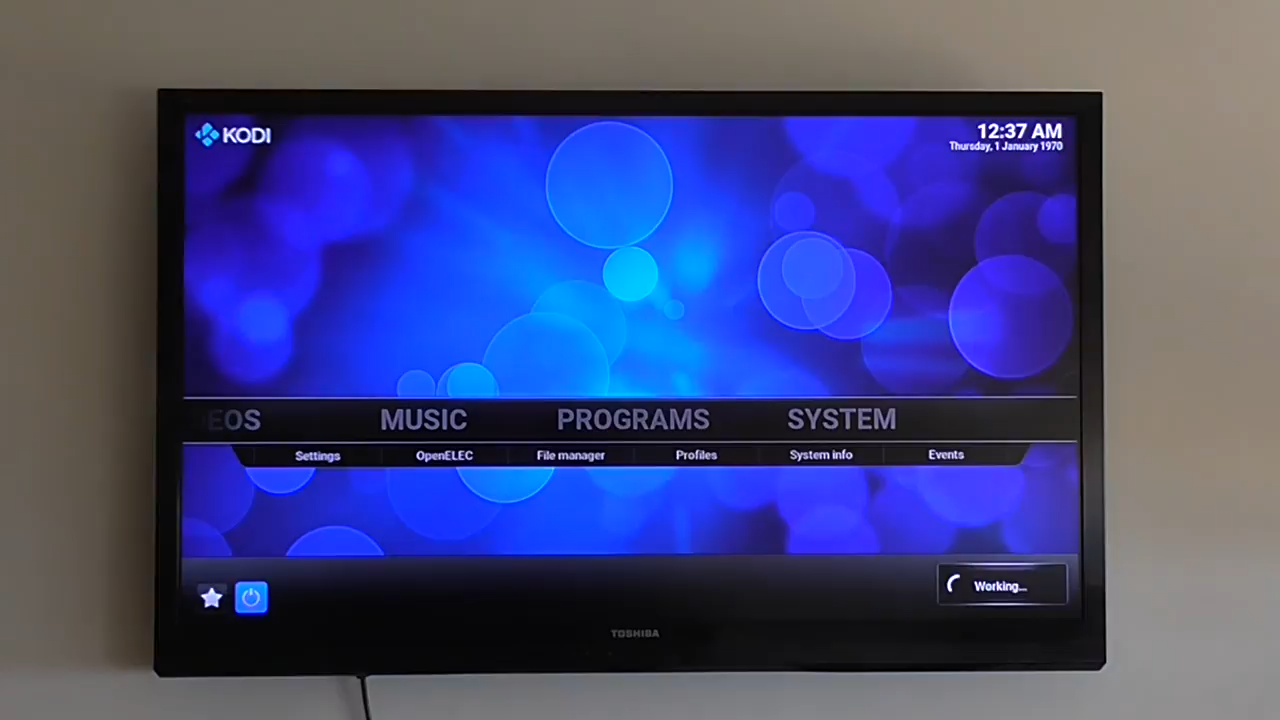 KODI
12:37 AM
Thursday, 1 January 1970
EOS MUSIC PROGRAMS SYSTEM
Settings OpenELEC File manager Profiles System info Events
Working...
TOSHIBA